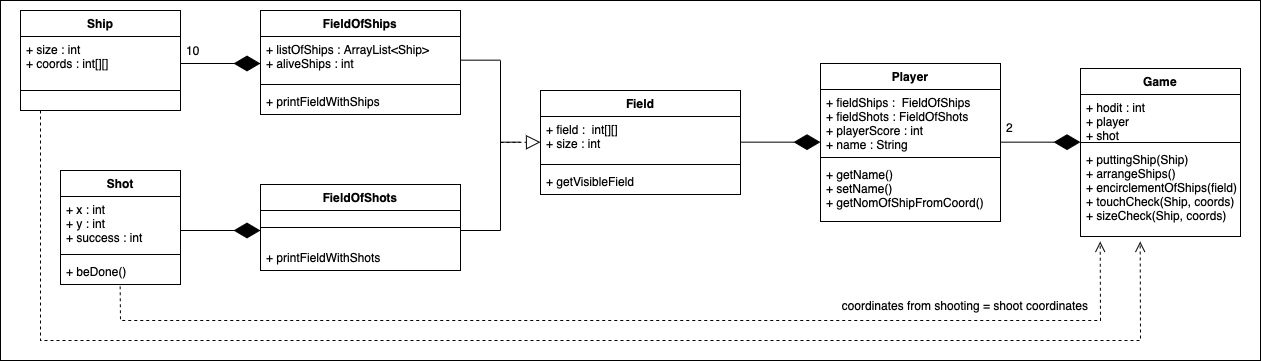 Ship
+ size : int
+ coords : int[][]
10
FieldOfShips
+ listOfShips : ArrayList<Ship>
+ aliveShips : int
+ printFieldWithShips
Shot
+ x : int
+ y : int
+ success : int
+ beDone()
FieldOfShots
+ printFieldWithShots
Field
+ field :  int[][]
+ size : int
+ getVisibleField
Player
+ fieldShips :  FieldOfShips
+ fieldShots : FieldOfShots
+ playerScore : int
+ name : String
+ getName()
+ setName()
+ getNomOfShipFromCoord()
2
Game
+ hodit : int
+ player
+ shot
+ puttingShip(Ship)
+ arrangeShips()
+ encirclementOfShips(field)
+ touchCheck(Ship, coords)
+ sizeCheck(Ship, coords)
coordinates from shooting = shoot coordinates